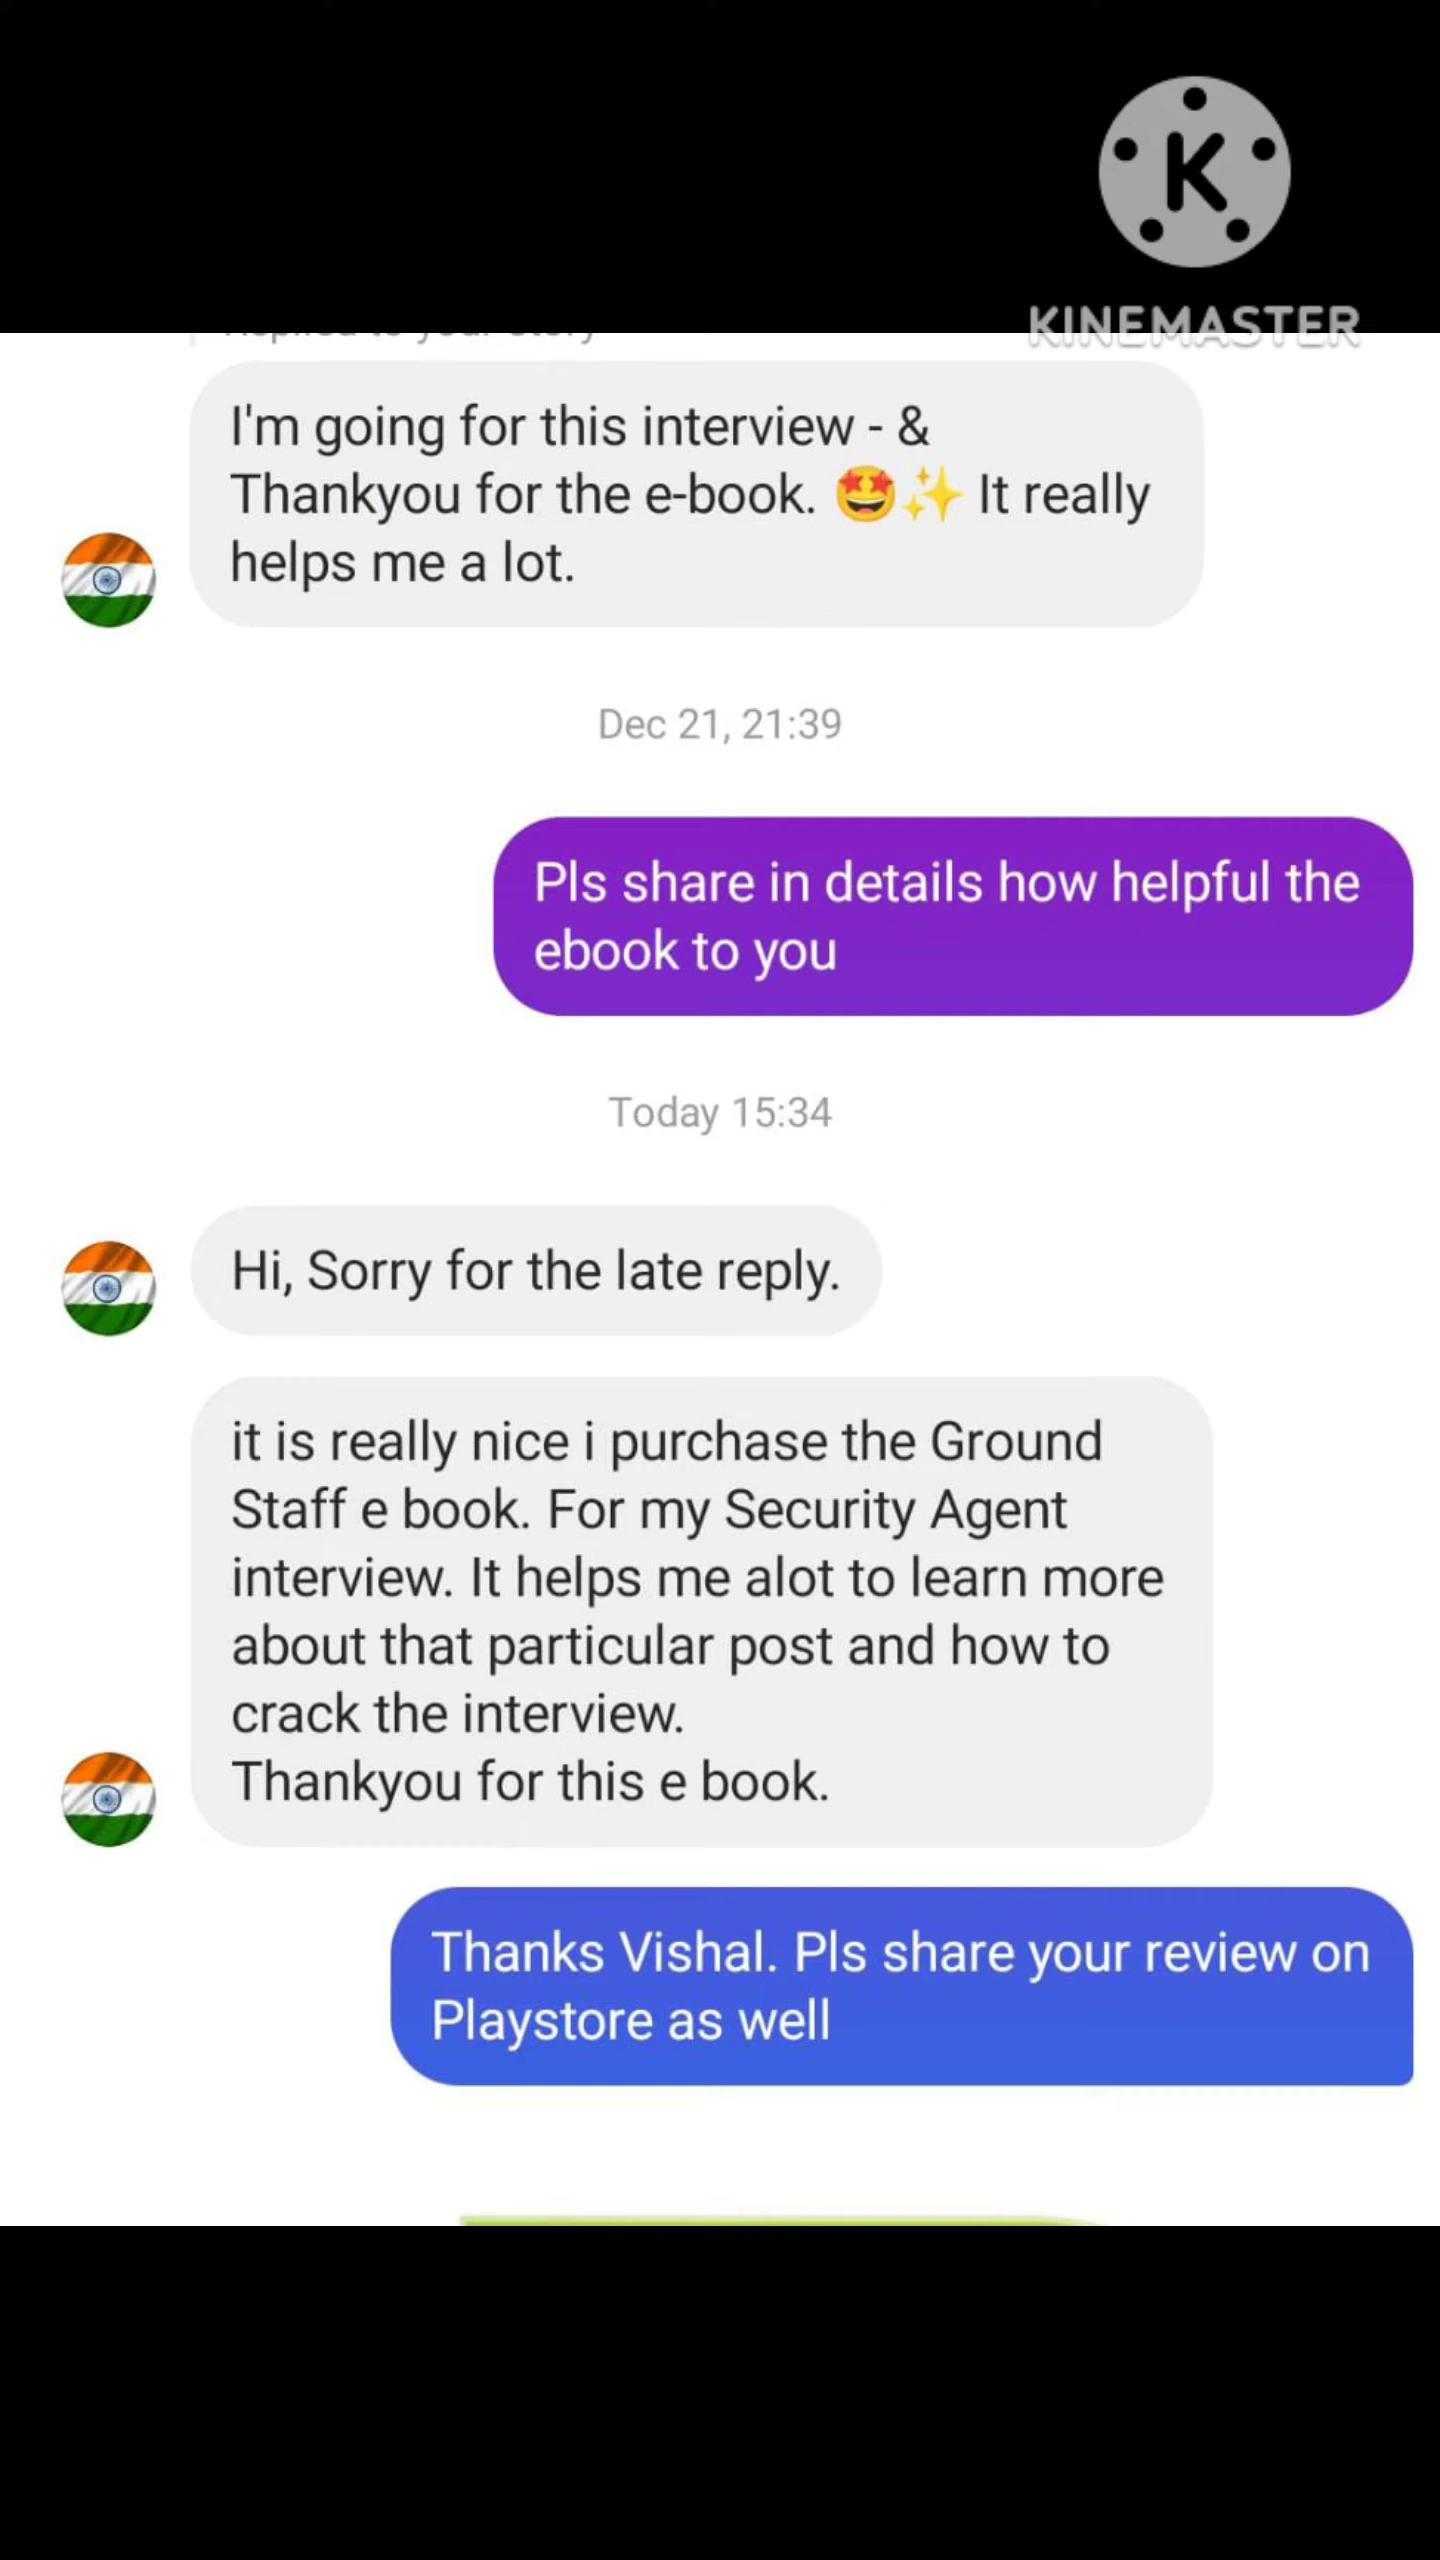 K
KINEMASTER
Replied to your story
I'm going for this interview - &
Thankyou for the e-book. 🤩✨ It really
helps me a lot.
Dec 21, 21:39
Pls share in details how helpful the
ebook to you
Today 15:34
Hi, Sorry for the late reply.
it is really nice i purchase the Ground
Staff e book. For my Security Agent
interview. It helps me alot to learn more
about that particular post and how to
crack the interview.
Thankyou for this e book.
Thanks Vishal. Pls share your review on
Playstore as well